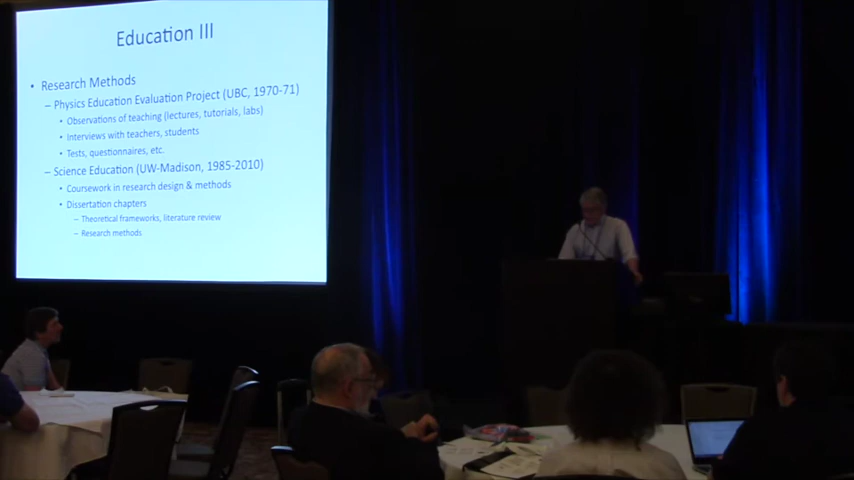 Education III
• Research Methods
– Physics Education Evaluation Project (UBC, 1970-71)
• Observations of teaching (lectures, tutorials, labs)
• Interviews with teachers, students
• Tests, questionnaires, etc.
– Science Education (UW-Madison, 1985-2010)
• Coursework in research design & methods
• Dissertation chapters
– Theoretical frameworks, literature review
– Research methods